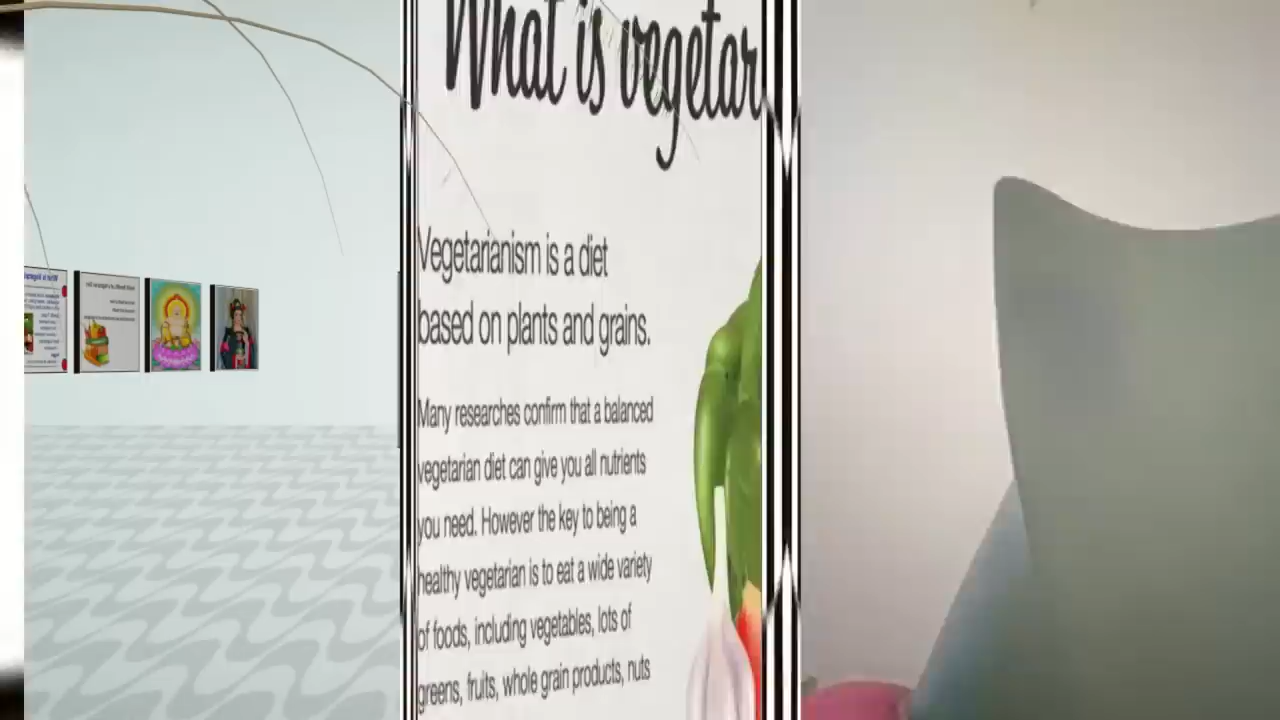 What is vegetar
Vegetarianism is a diet
based on plants and grains.
Many researches confirm that a balanced
vegetarian diet can give you all nutrients
you need. However the key to being a
healthy vegetarian is to eat a wide variety
of foods, including vegetables, lots of
greens, fruits, whole grain products, nuts